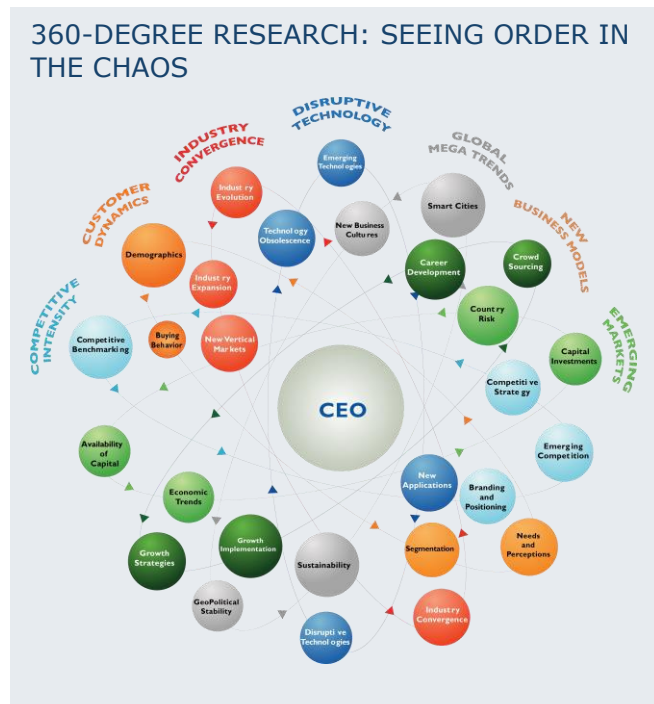 360-DEGREE RESEARCH: SEEING ORDER IN
THE CHAOS
DISRUPTIVE
TECHNOLOGY
INDUSTRY
CONVERGENCE
GLOBAL
MEGA TRENDS
CUSTOMER
DYNAMICS
NEW
BUSINESS MODELS
COMPETITIVE
INTENSITY
EMERGING
MARKETS
Emerging
Technologies
Industry
Evolution
Smart Cities
Technology
Obsolescence
New Business
Cultures
Demographics
Career
Development
Crowd
Sourcing
Industry
Expansion
Country
Risk
Competitive
Benchmarking
Buying
Behavior
New Vertical
Markets
Capital
Investments
Competitive
Strategy
CEO
Availability
of
Capital
Emerging
Competition
New
Applications
Economic
Trends
Branding
and
Positioning
Growth
Strategies
Growth
Implementation
Sustainability
Segmentation
Needs
and
Perceptions
GeoPolitical
Stability
Industry
Convergence
Disruptive
Technologies